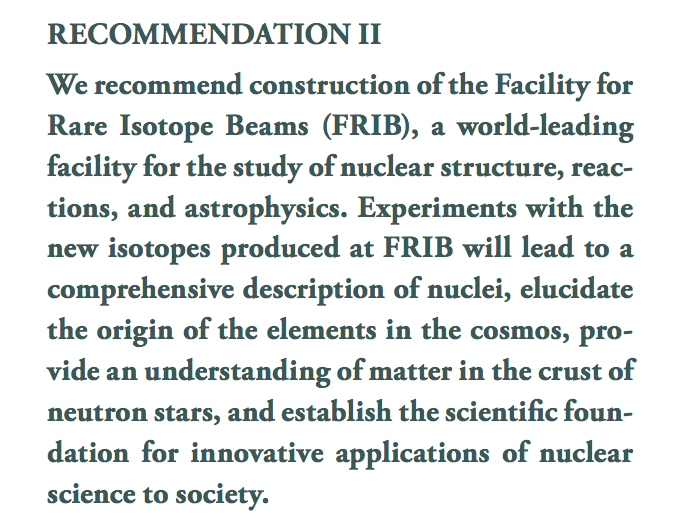 RECOMMENDATION II
We recommend construction of the Facility for
Rare Isotope Beams (FRIB), a world-leading
facility for the study of nuclear structure, reac-
tions, and astrophysics. Experiments with the
new isotopes produced at FRIB will lead to a
comprehensive description of nuclei, elucidate
the origin of the elements in the cosmos, pro-
vide an understanding of matter in the crust of
neutron stars, and establish the scientific foun-
dation for innovative applications of nuclear
science to society.